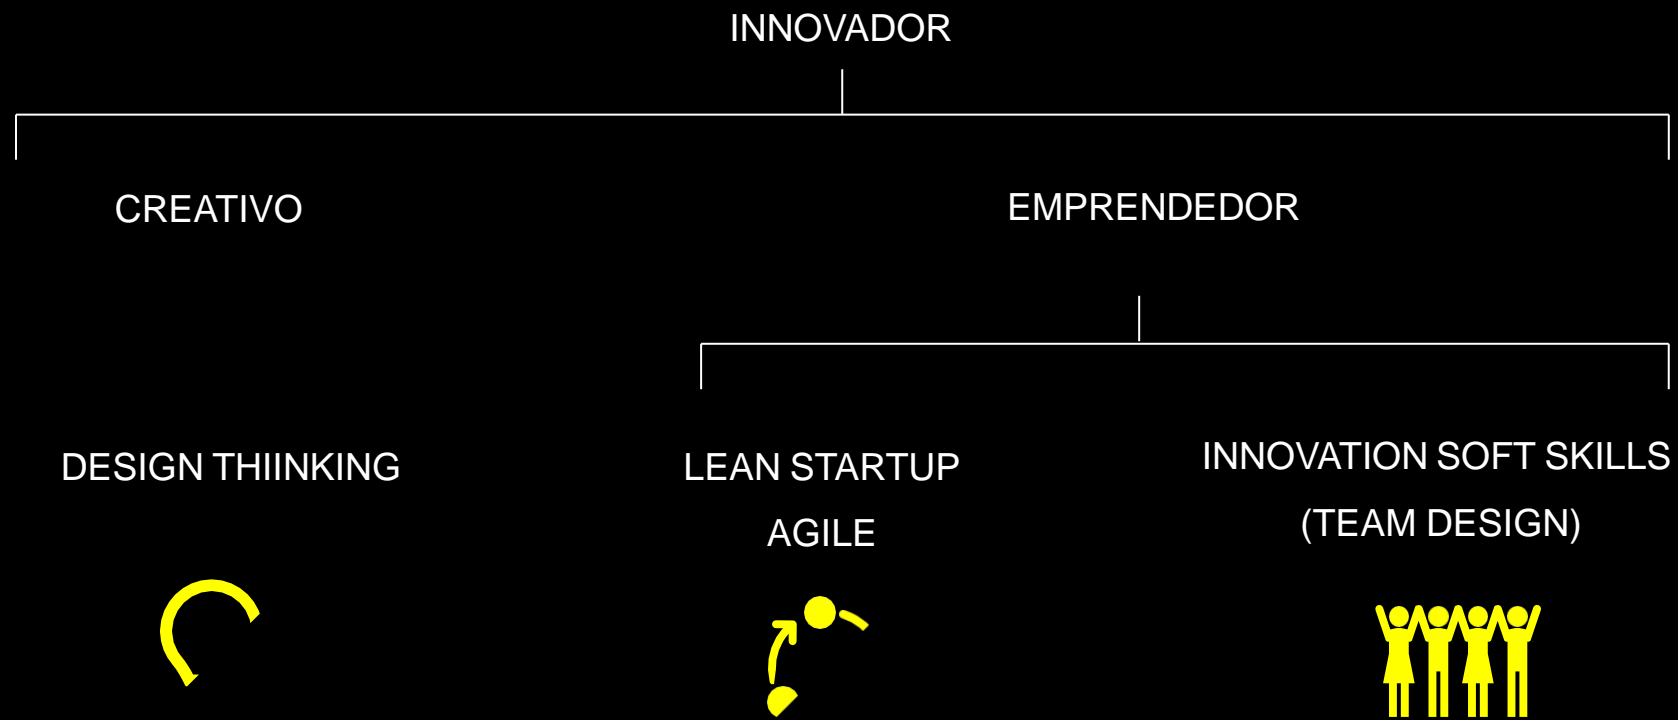 INNOVADOR
CREATIVO
EMPRENDEDOR
DESIGN THIINKING
LEAN STARTUP
AGILE
INNOVATION SOFT SKILLS
(TEAM DESIGN)